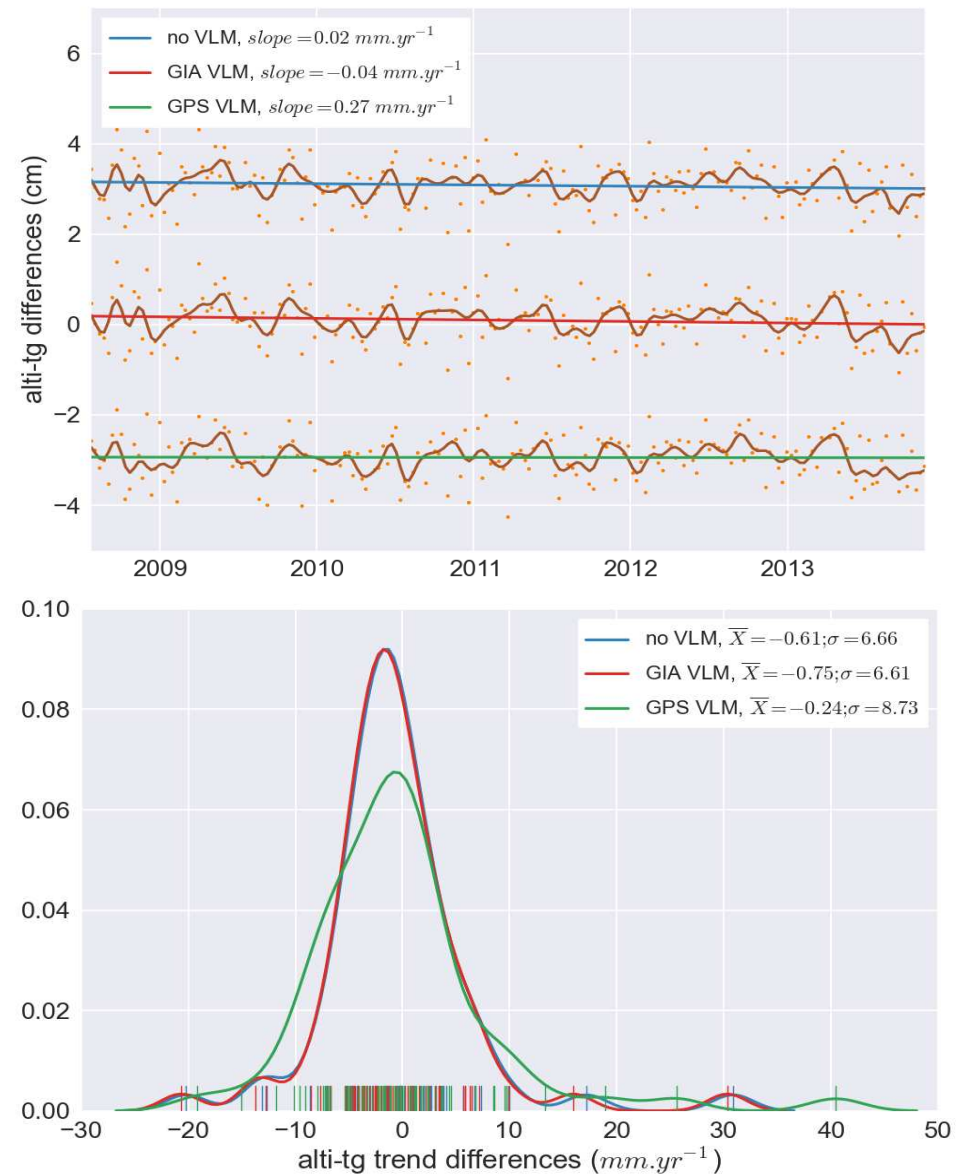 no VLM, slope=0.02 mm.yr⁻¹
GIA VLM, slope=−0.04 mm.yr⁻¹
GPS VLM, slope=0.27 mm.yr⁻¹
alti-tg differences (cm)
6
4
2
0
−2
−4
2009 2010 2011 2012 2013
no VLM, X̅=−0.61;σ=6.66
GIA VLM, X̅=−0.75;σ=6.61
GPS VLM, X̅=−0.24;σ=8.73
0.10
0.08
0.06
0.04
0.02
0.00
−30 −20 −10 0 10 20 30 40 50
alti-tg trend differences (mm.yr⁻¹)